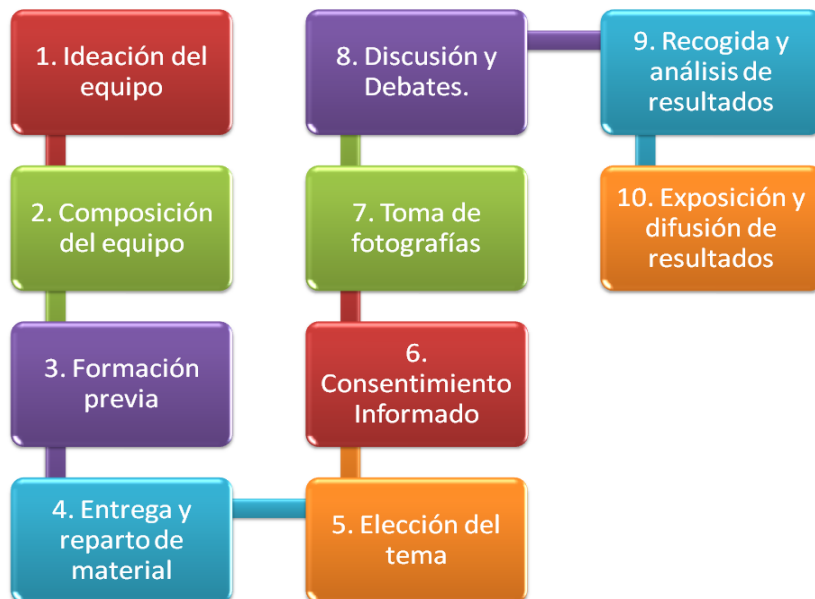 1. Ideación del
equipo
2. Composición
del equipo
3. Formación
previa
4. Entrega y
reparto de
material
5. Elección del
tema
6.
Consentimiento
Informado
7. Toma de
fotografías
8. Discusión y
Debates.
9. Recogida y
análisis de
resultados
10. Exposición y
difusión de
resultados